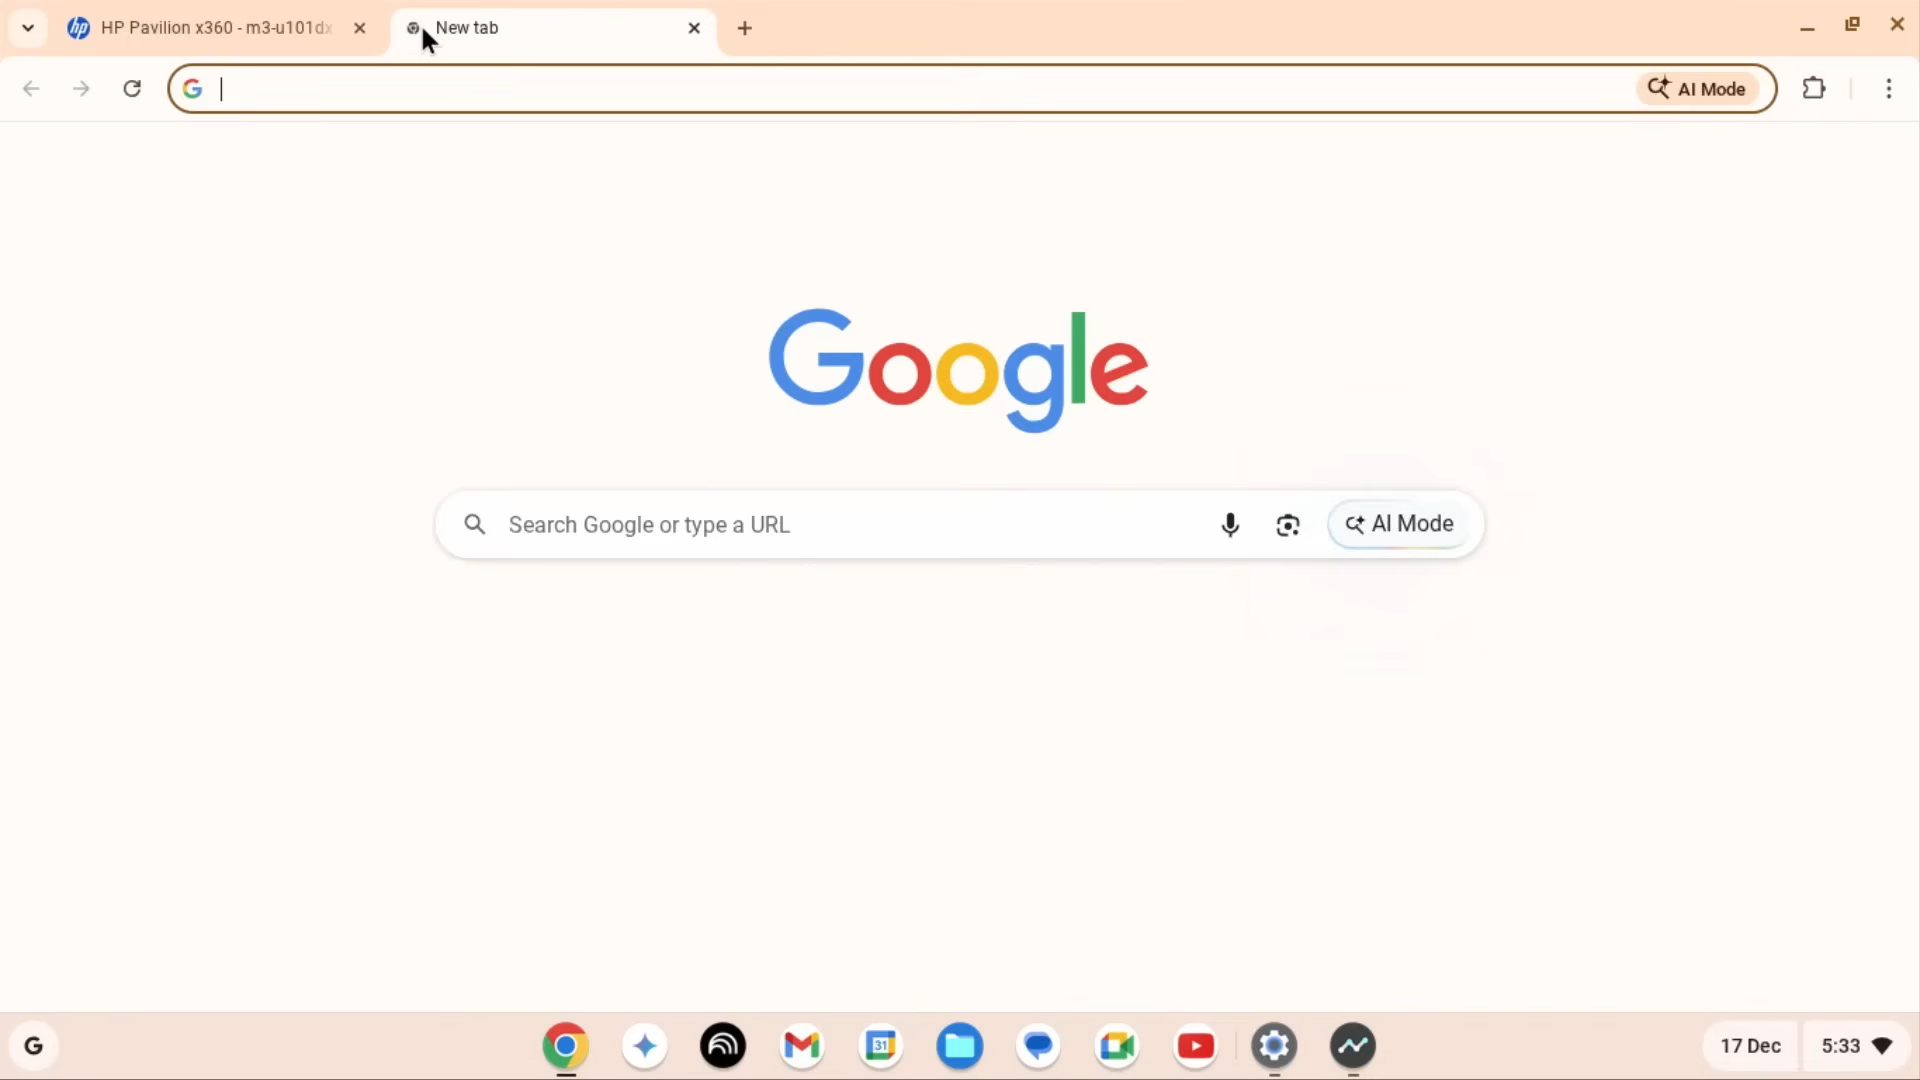 HP Pavilion x360 - m3-u101dx
New tab
AI Mode
Google
Search Google or type a URL
AI Mode
31
G
17 Dec
5:33